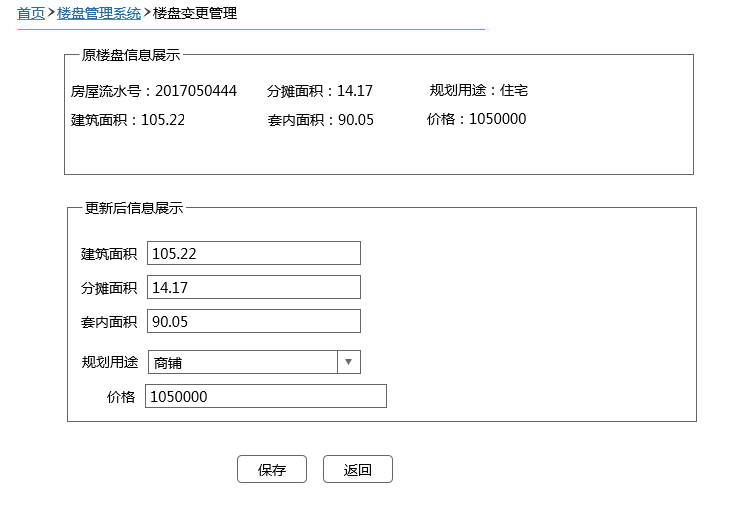 首页>楼盘管理系统>楼盘变更管理
原楼盘信息展示
房屋流水号：2017050444 分摊面积：14.17 规划用途：住宅
建筑面积：105.22 套内面积：90.05 价格：1050000
更新后信息展示
建筑面积 105.22
分摊面积 14.17
套内面积 90.05
规划用途 商铺
价格 1050000
保存 返回